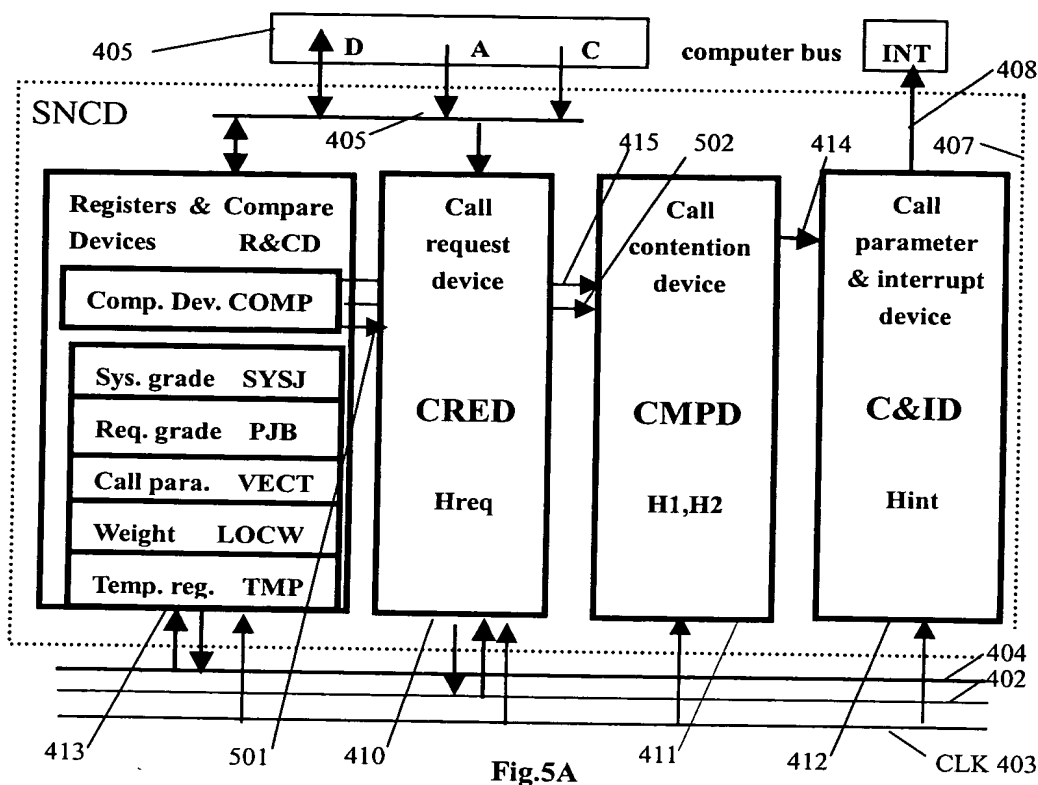 405
D A C
computer bus
INT
408
SNCD
405
415
502
414
407
Registers & Compare
Devices R&CD
Comp. Dev. COMP
Sys. grade SYSJ
Req. grade PJB
Call para. VECT
Weight LOCW
Temp. reg. TMP
Call
request
device
CRED
Hreq
Call
contention
device
CMPD
H1,H2
Call
parameter
& interrupt
device
C&ID
Hint
404
402
413
501
410
411
412
CLK 403
Fig.5A